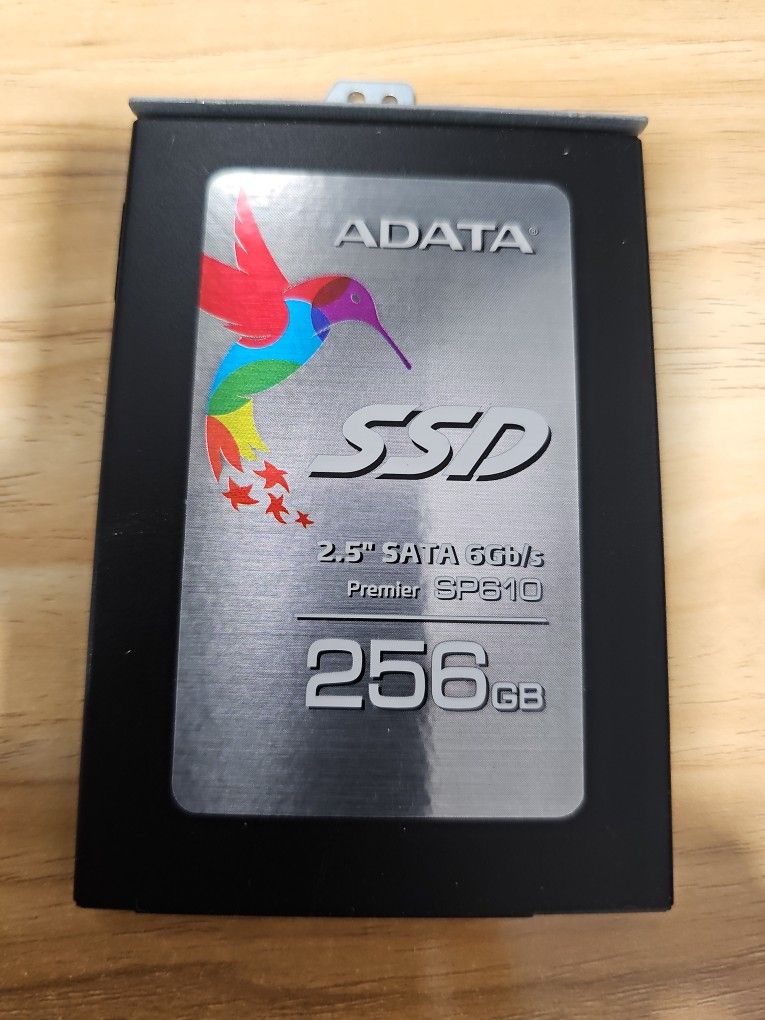 ADATA®
SSD
2.5" SATA 6Gb/s
Premier SP610
256GB